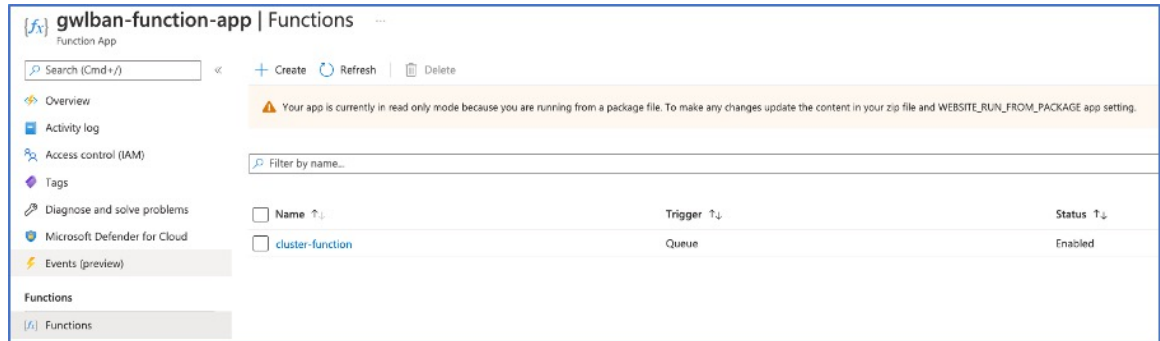 gwlban-function-app | Functions ...
Function App
Search (Cmd+/)
Overview
Activity log
Access control (IAM)
Tags
Diagnose and solve problems
Microsoft Defender for Cloud
Events (preview)
Functions
Functions
Create Refresh Delete
Your app is currently in read only mode because you are running from a package file. To make any changes update the content in your zip file and WEBSITE_RUN_FROM_PACKAGE app setting.
Filter by name...
Name Trigger Status
cluster-function Queue Enabled